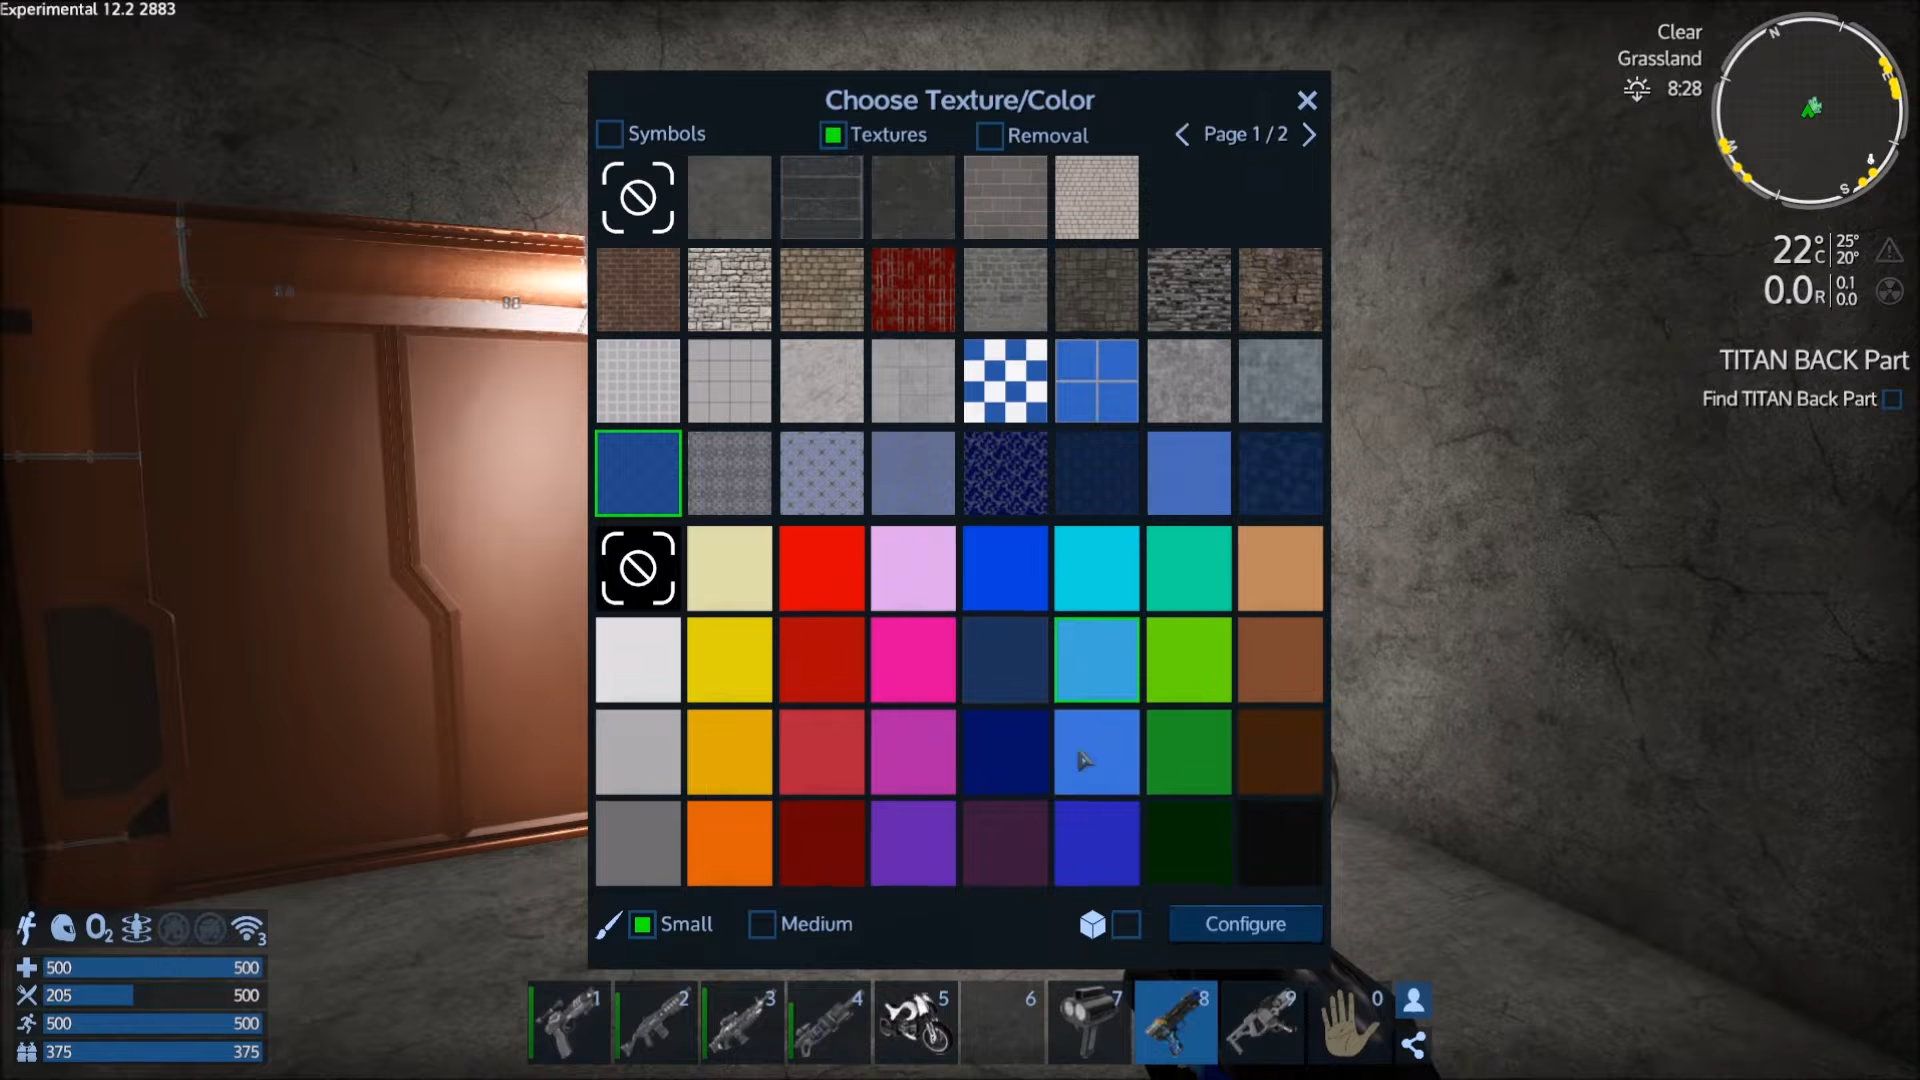 Experimental 12.2 2883
Clear
Grassland
8:28
N
E
S
W
22°C 25° 20°
0.0R 0.1 0.0
TITAN BACK Part
Find TITAN Back Part
Choose Texture/Color
Symbols
Textures
Removal
Page 1 / 2
Small
Medium
Configure
O2
3
500 500
205 500
500 500
375 375
1
2
3
4
5
6
7
8
9
0